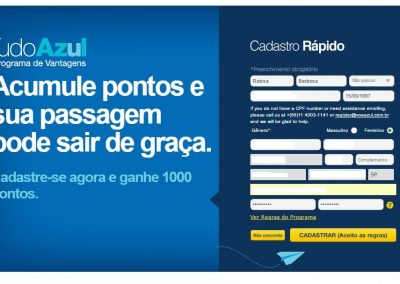 TudoAzul
Programa de Vantagens
Acumule pontos e
sua passagem
pode sair de graça.
Cadastre-se agora e ganhe 1000
pontos.
Cadastro Rápido
*Preenchimento obrigatório
Raissa Barbosa Não possuo
15/09/1997
If you do not have a CPF number or need assistance enrolling,
please call us at +(55)11 4003-1141 or register@voeazul.com.br
and we will be glad to help.
Gênero*: Masculino Feminino
Complemento
SP
Ver Regras do Programa
Não concordo CADASTRAR (Aceito as regras)